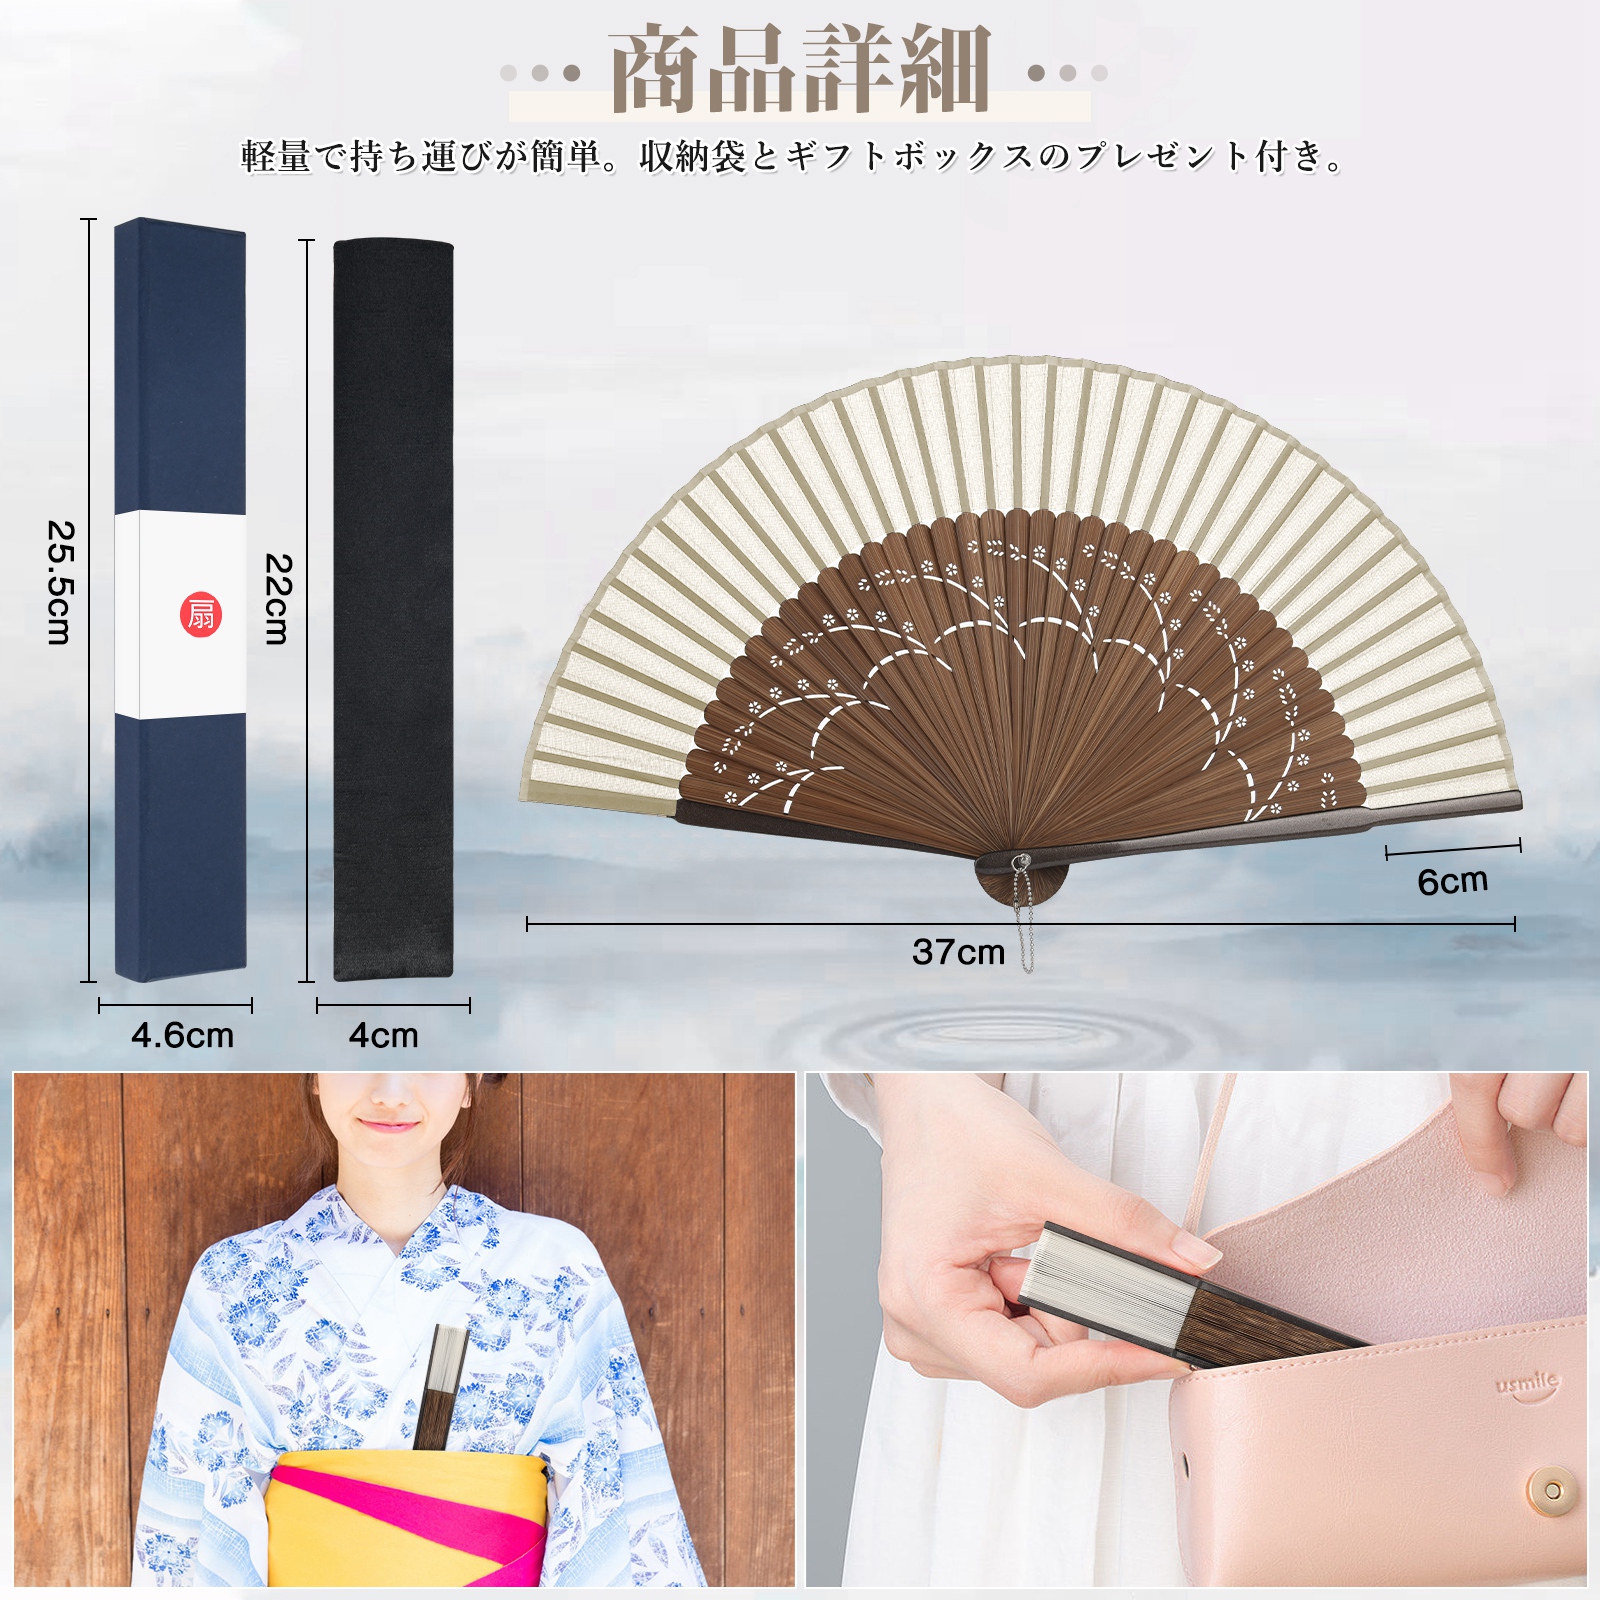 商品詳細
軽量で持ち運びが簡単。収納袋とギフトボックスのプレゼント付き。
25.5cm
扇
22cm
4.6cm
4cm
37cm
6cm
usmile